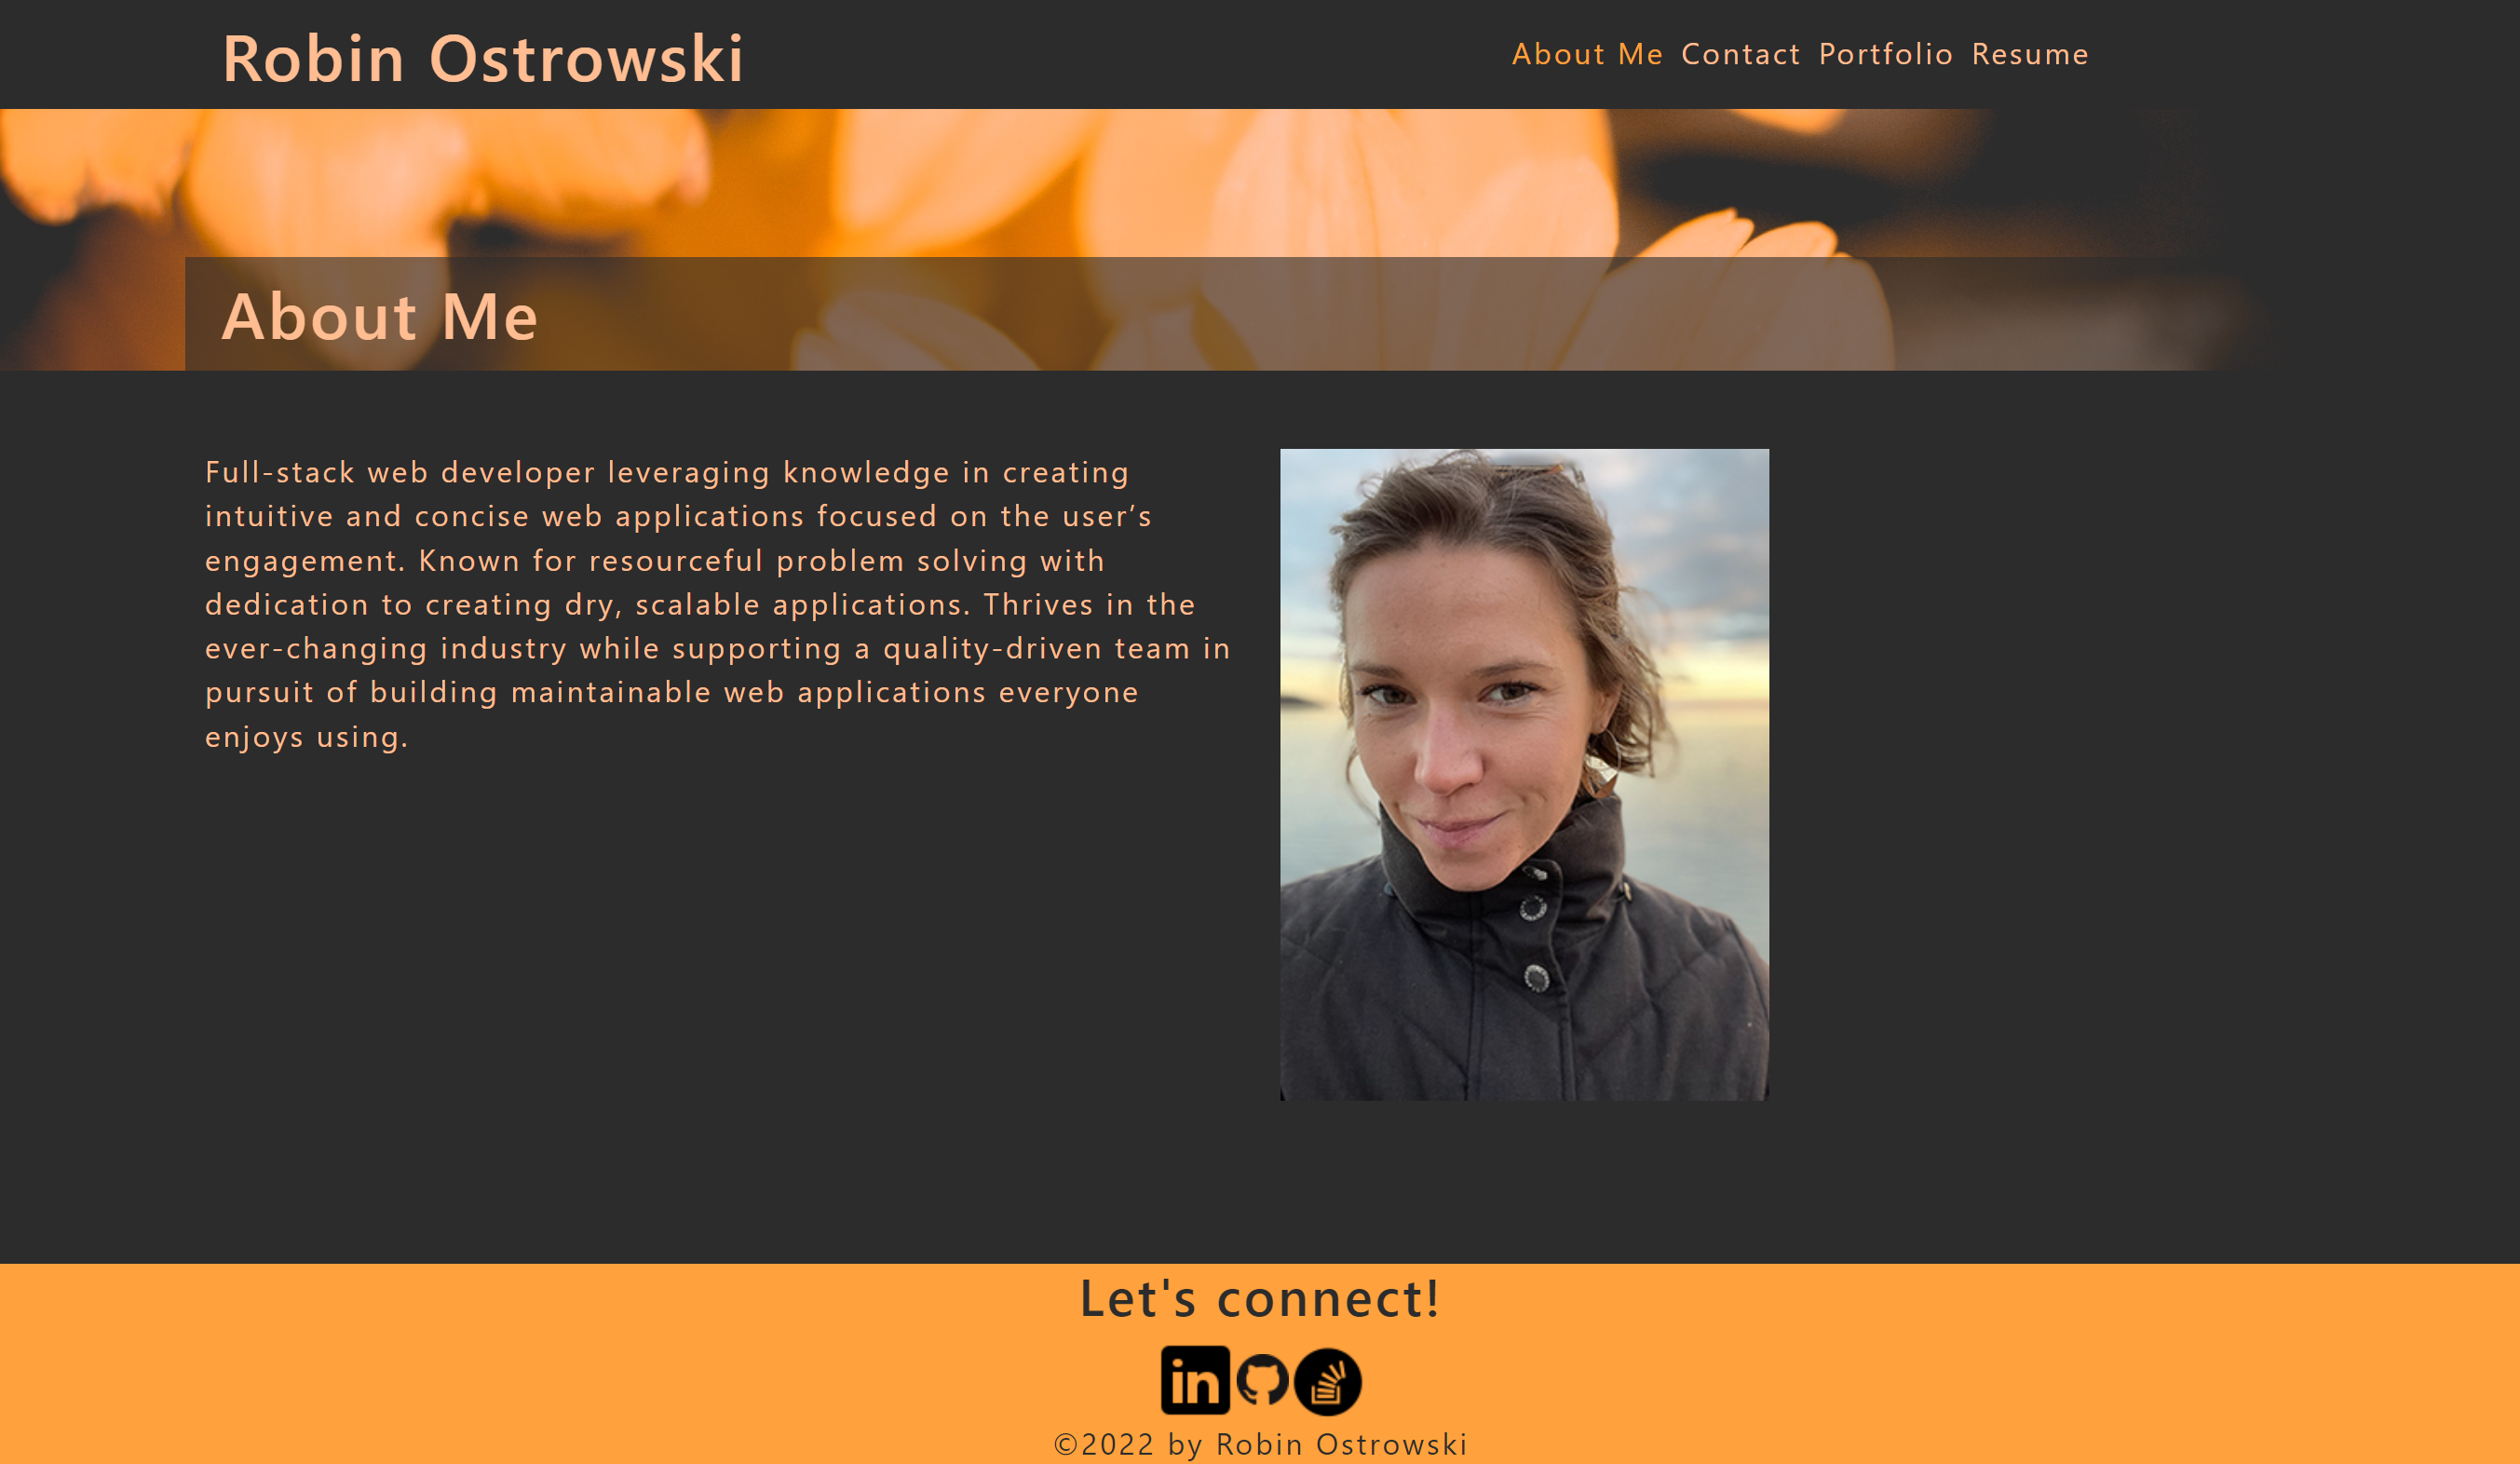 Robin Ostrowski
About Me Contact Portfolio Resume
About Me
Full-stack web developer leveraging knowledge in creating
intuitive and concise web applications focused on the user’s
engagement. Known for resourceful problem solving with
dedication to creating dry, scalable applications. Thrives in the
ever-changing industry while supporting a quality-driven team in
pursuit of building maintainable web applications everyone
enjoys using.
Let's connect!
in
©2022 by Robin Ostrowski